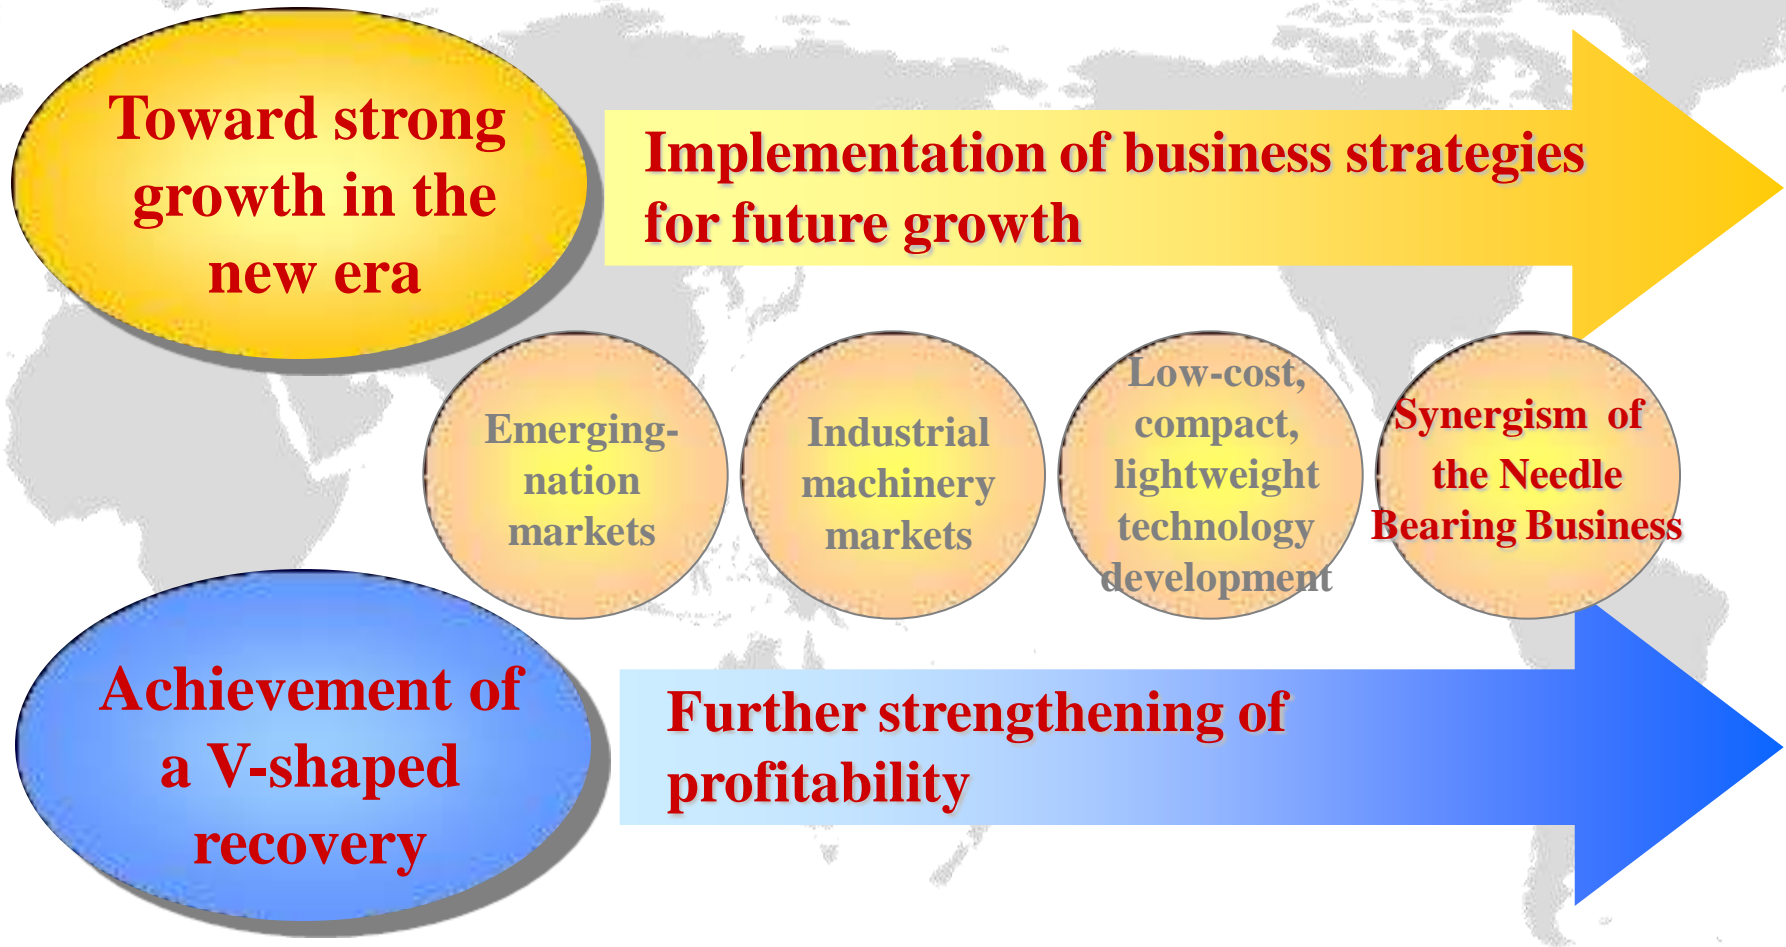 Toward strong
growth in the
new era
Implementation of business strategies
for future growth
Emerging-
nation
markets
Industrial
machinery
markets
Low-cost,
compact,
lightweight
technology
development
Synergism of
the Needle
Bearing Business
Achievement of
a V-shaped
recovery
Further strengthening of
profitability